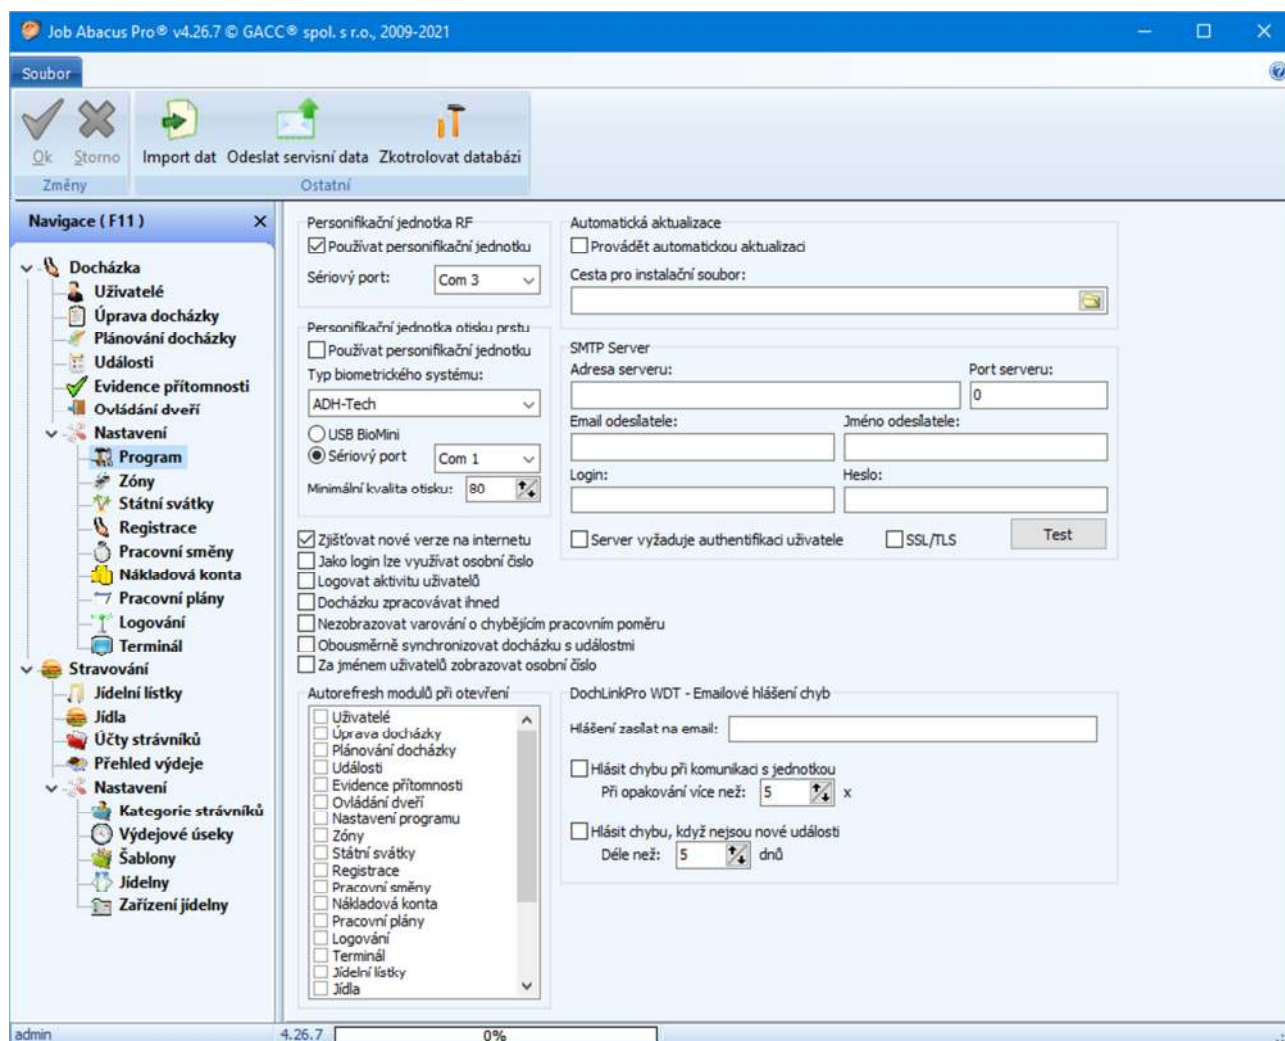 Job Abacus Pro® v4.26.7 © GACC® spol. s r.o., 2009-2021
Soubor
Ok Storno Import dat Odeslat servisní data Zkotrolovat databázi
Změny Ostatní
Navigace ( F11 )
Docházka
Uživatelé
Úprava docházky
Plánování docházky
Události
Evidence přítomnosti
Ovládání dveří
Nastavení
Program
Zóny
Státní svátky
Registrace
Pracovní směny
Nákladová konta
Pracovní plány
Logování
Terminál
Stravování
Jídelní lístky
Jídla
Účty strávníků
Přehled výdeje
Nastavení
Kategorie strávníků
Výdejové úseky
Šablony
Jídelny
Zařízení jídelny
Personifikační jednotka RF
Používat personifikační jednotku
Sériový port: Com 3
Personifikační jednotka otisku prstu
Používat personifikační jednotku
Typ biometrického systému:
ADH-Tech
USB BioMini
Sériový port Com 1
Minimální kvalita otisku: 80
Zjišťovat nové verze na internetu
Jako login lze využívat osobní číslo
Logovat aktivitu uživatelů
Docházku zpracovávat ihned
Nezobrazovat varování o chybějícím pracovním poměru
Obousměrně synchronizovat docházku s událostmi
Za jménem uživatelů zobrazovat osobní číslo
Autorefresh modulů při otevření
Uživatelé
Úprava docházky
Plánování docházky
Události
Evidence přítomnosti
Ovládání dveří
Nastavení programu
Zóny
Státní svátky
Registrace
Pracovní směny
Nákladová konta
Pracovní plány
Logování
Terminál
Jídelní lístky
Jídla
Automatická aktualizace
Provádět automatickou aktualizaci
Cesta pro instalační soubor:
SMTP Server
Adresa serveru: Port serveru:
0
Email odesílatele: Jméno odesílatele:
Login: Heslo:
Server vyžaduje authentifikaci uživatele SSL/TLS Test
DochLinkPro WDT - Emailové hlášení chyb
Hlášení zasílat na email:
Hlásit chybu při komunikaci s jednotkou
Při opakování více než: 5 x
Hlásit chybu, když nejsou nové události
Déle než: 5 dnů
admin 4.26.7 0%